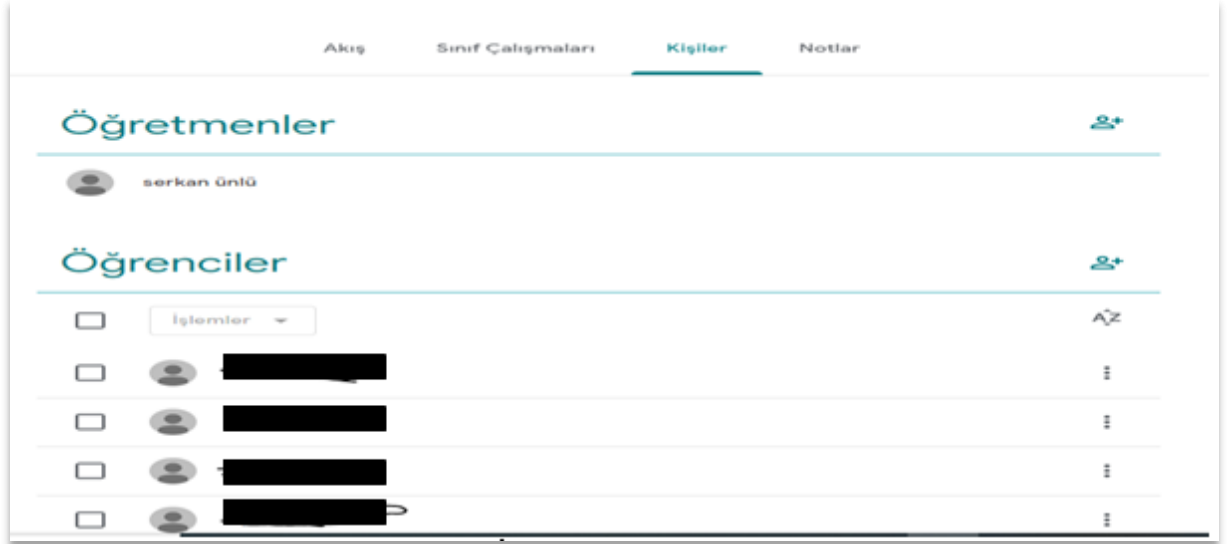 Akış Sınıf Çalışmaları Kişiler Notlar
Öğretmenler
serkan ünlü
Öğrenciler
İşlemler
AZ